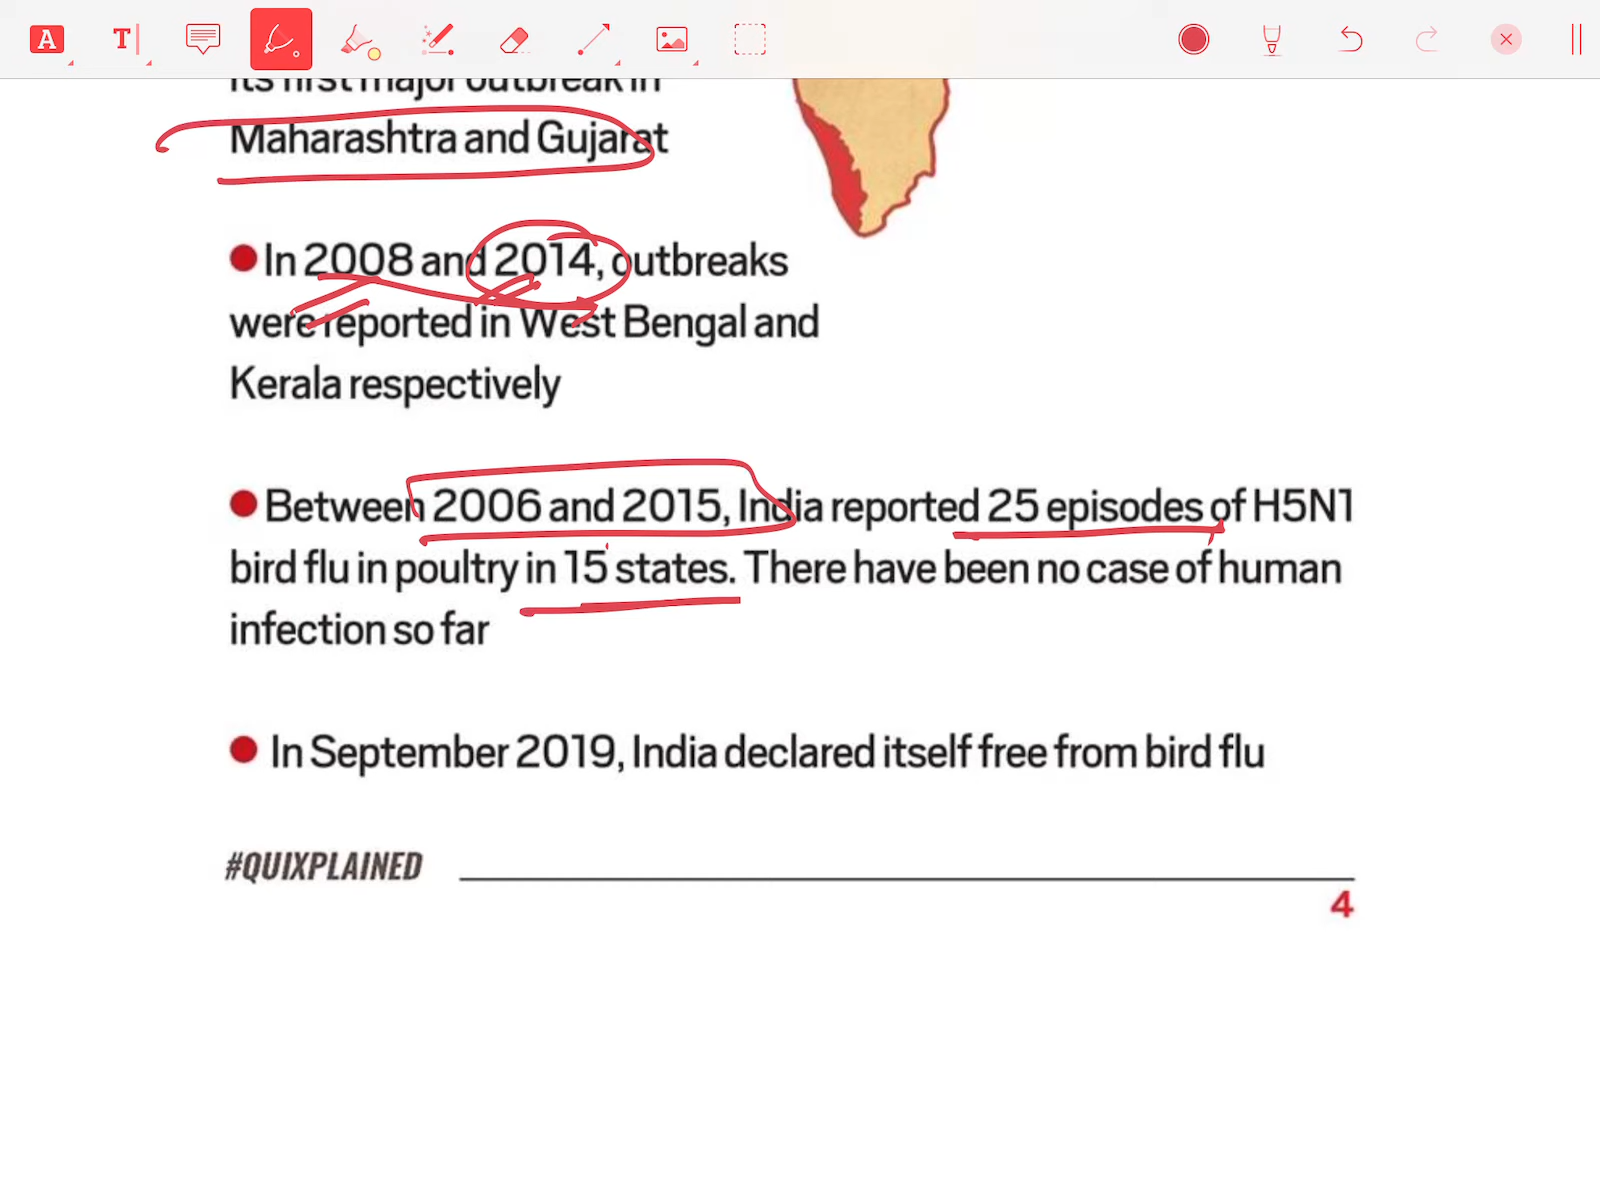 its first major outbreak in
Maharashtra and Gujarat
In 2008 and 2014, outbreaks
were reported in West Bengal and
Kerala respectively
Between 2006 and 2015, India reported 25 episodes of H5N1
bird flu in poultry in 15 states. There have been no case of human
infection so far
In September 2019, India declared itself free from bird flu
#QUIXPLAINED
4